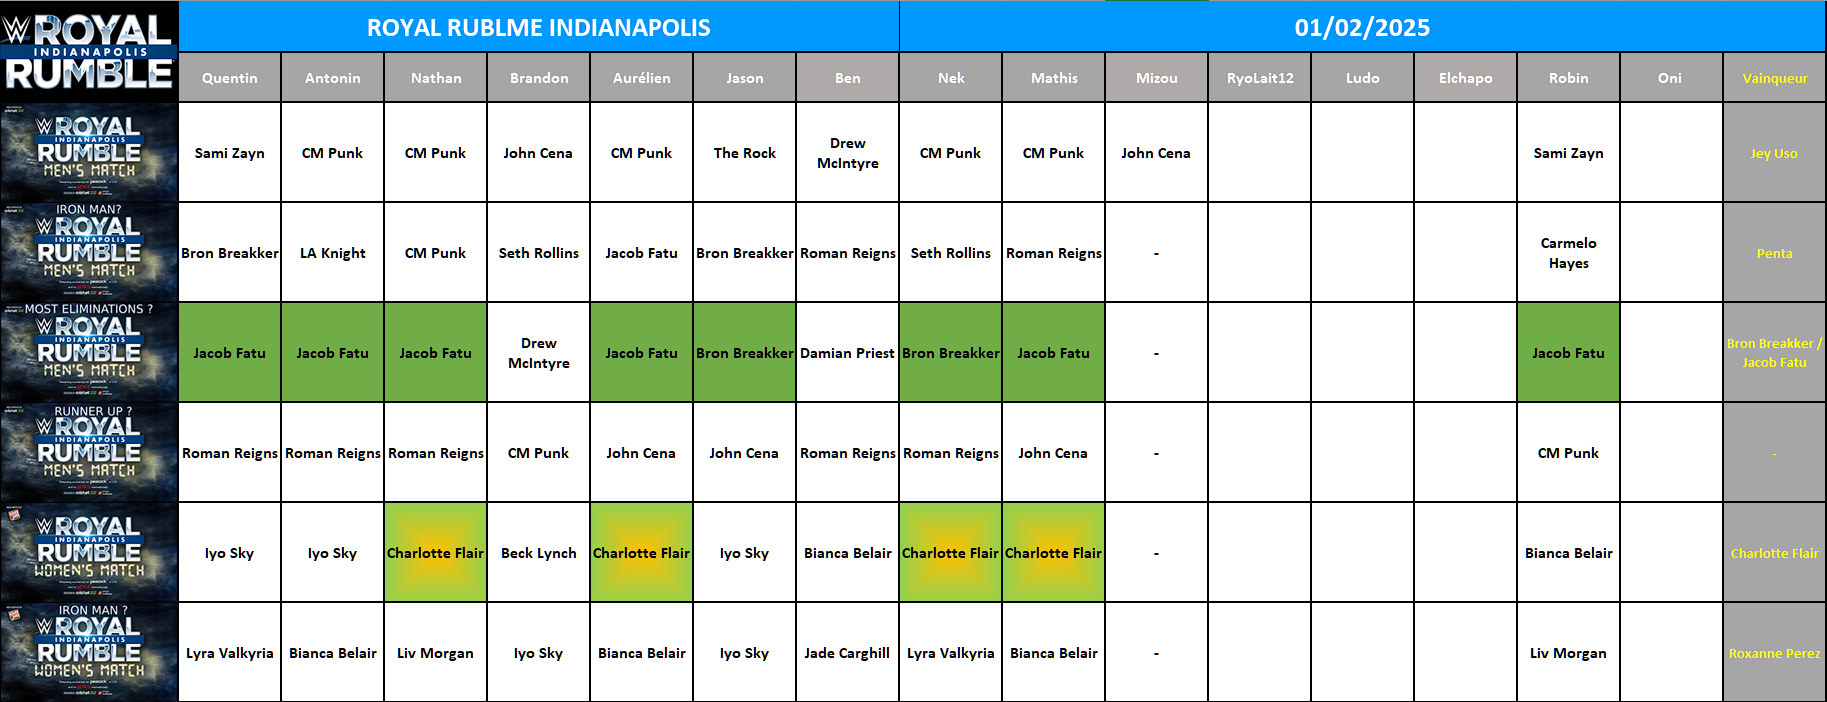 W ROYAL
INDIANAPOLIS
RUMBLE
ROYAL RUBLME INDIANAPOLIS
01/02/2025
Quentin
Antonin
Nathan
Brandon
Aurélien
Jason
Ben
Nek
Mathis
Mizou
RyoLait12
Ludo
Elchapo
Robin
Oni
Vainqueur
W ROYAL
INDIANAPOLIS
RUMBLE
MEN'S MATCH
Sami Zayn
CM Punk
CM Punk
John Cena
CM Punk
The Rock
Drew
McIntyre
CM Punk
CM Punk
John Cena
Sami Zayn
Jey Uso
IRON MAN?
W ROYAL
INDIANAPOLIS
RUMBLE
MEN'S MATCH
Bron Breakker
LA Knight
CM Punk
Seth Rollins
Jacob Fatu
Bron Breakker
Roman Reigns
Seth Rollins
Roman Reigns
-
Carmelo
Hayes
Penta
MOST ELIMINATIONS ?
W ROYAL
INDIANAPOLIS
RUMBLE
MEN'S MATCH
Jacob Fatu
Jacob Fatu
Jacob Fatu
Drew
McIntyre
Jacob Fatu
Bron Breakker
Damian Priest
Bron Breakker
Jacob Fatu
-
Jacob Fatu
Bron Breakker /
Jacob Fatu
RUNNER UP ?
W ROYAL
INDIANAPOLIS
RUMBLE
MEN'S MATCH
Roman Reigns
Roman Reigns
Roman Reigns
CM Punk
John Cena
John Cena
Roman Reigns
Roman Reigns
John Cena
-
CM Punk
-
W ROYAL
INDIANAPOLIS
RUMBLE
WOMEN'S MATCH
Iyo Sky
Iyo Sky
Charlotte Flair
Beck Lynch
Charlotte Flair
Iyo Sky
Bianca Belair
Charlotte Flair
Charlotte Flair
-
Bianca Belair
Charlotte Flair
IRON MAN ?
W ROYAL
INDIANAPOLIS
RUMBLE
WOMEN'S MATCH
Lyra Valkyria
Bianca Belair
Liv Morgan
Iyo Sky
Bianca Belair
Iyo Sky
Jade Carghill
Lyra Valkyria
Bianca Belair
-
Liv Morgan
Roxanne Perez